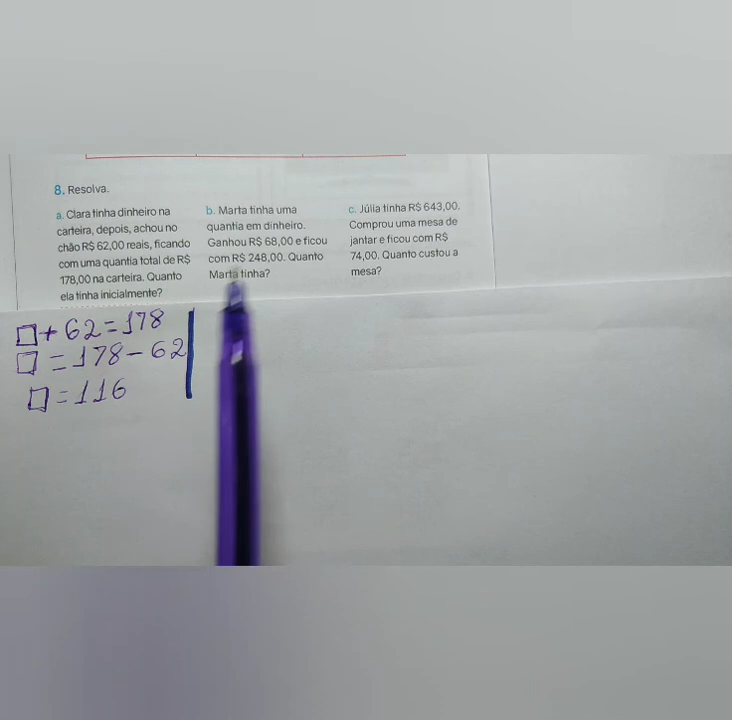 8. Resolva.
a. Clara tinha dinheiro na
carteira, depois, achou no
chão R$ 62,00 reais, ficando
com uma quantia total de R$
178,00 na carteira. Quanto
ela tinha inicialmente?
b. Marta tinha uma
quantia em dinheiro.
Ganhou R$ 68,00 e ficou
com R$ 248,00. Quanto
Marta tinha?
c. Júlia tinha R$ 643,00.
Comprou uma mesa de
jantar e ficou com R$
74,00. Quanto custou a
mesa?
□ + 62 = 178
□ = 178 - 62
□ = 116